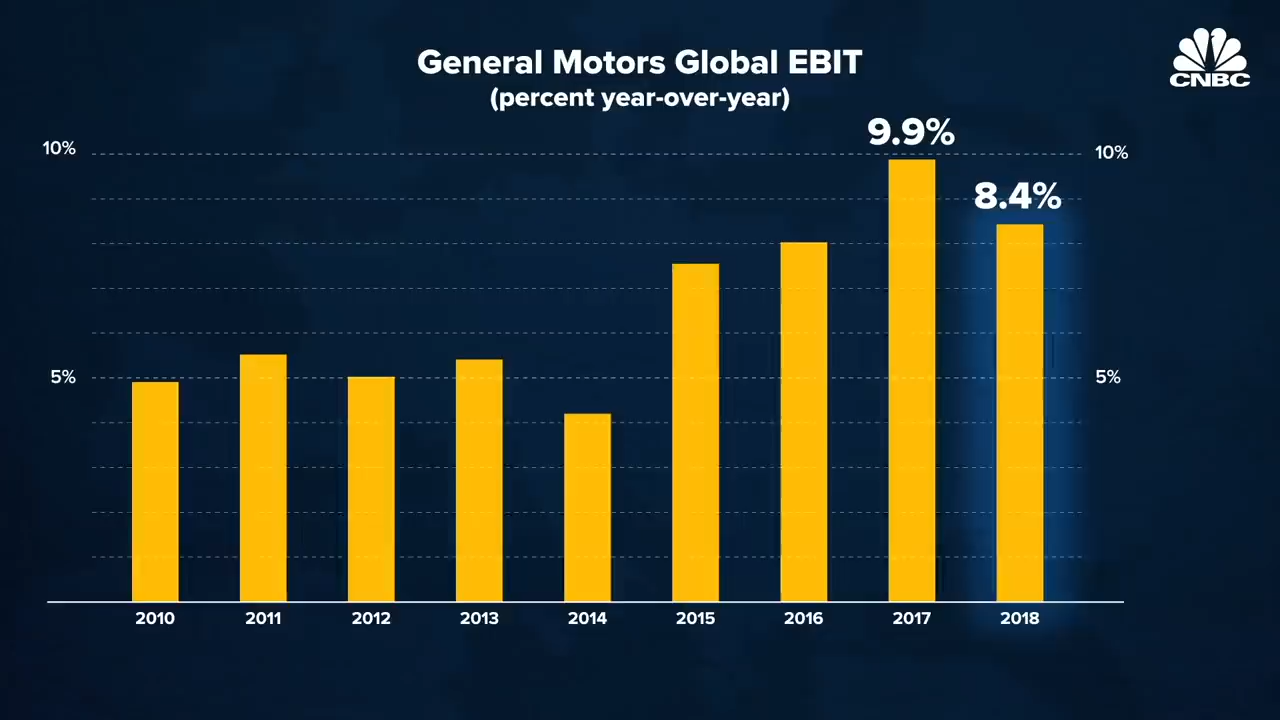 General Motors Global EBIT
(percent year-over-year)
CNBC
9.9%
10%
10%
8.4%
5%
5%
2010 2011 2012 2013 2014 2015 2016 2017 2018